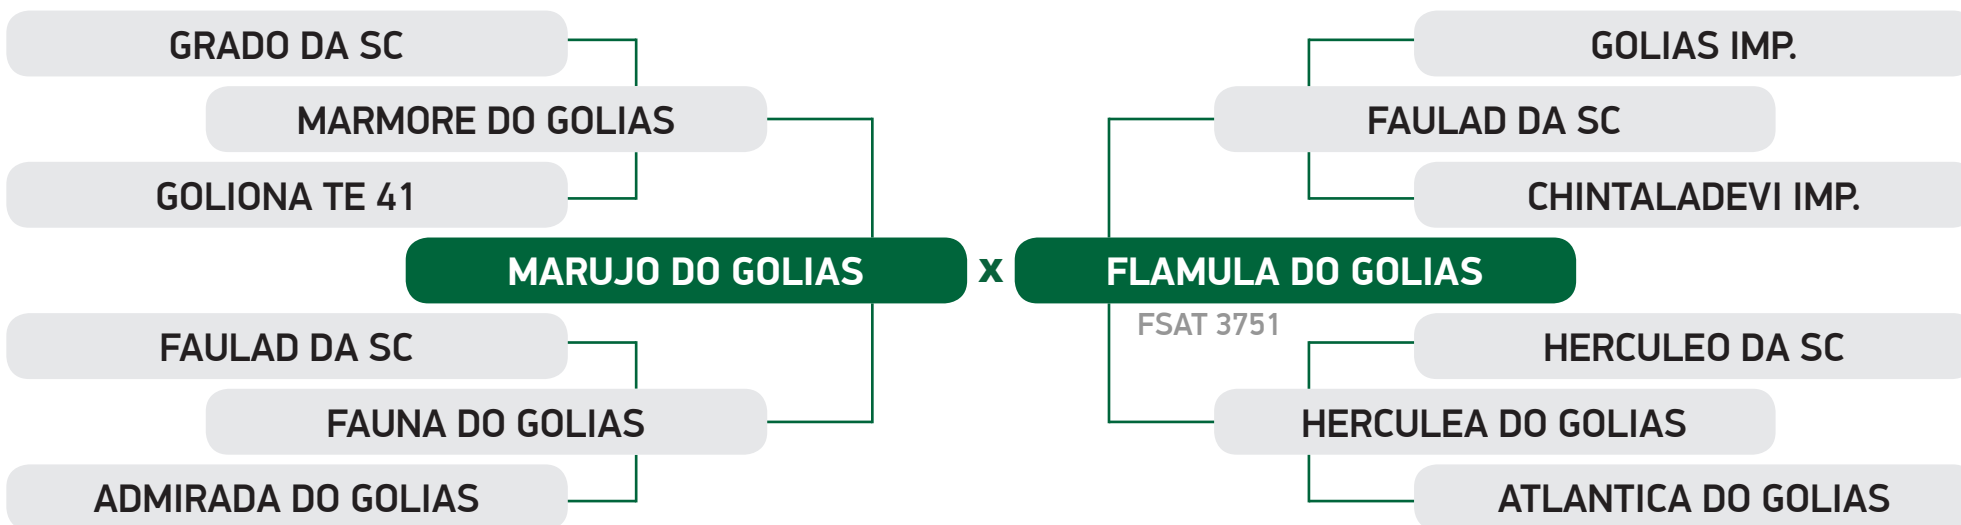 GRADO DA SC
GOLIAS IMP.
MARMORE DO GOLIAS
FAULAD DA SC
GOLIONA TE 41
CHINTALADEVI IMP.
MARUJO DO GOLIAS x FLAMULA DO GOLIAS
FSAT 3751
FAULAD DA SC
HERCULEO DA SC
FAUNA DO GOLIAS
HERCULEA DO GOLIAS
ADMIRADA DO GOLIAS
ATLANTICA DO GOLIAS